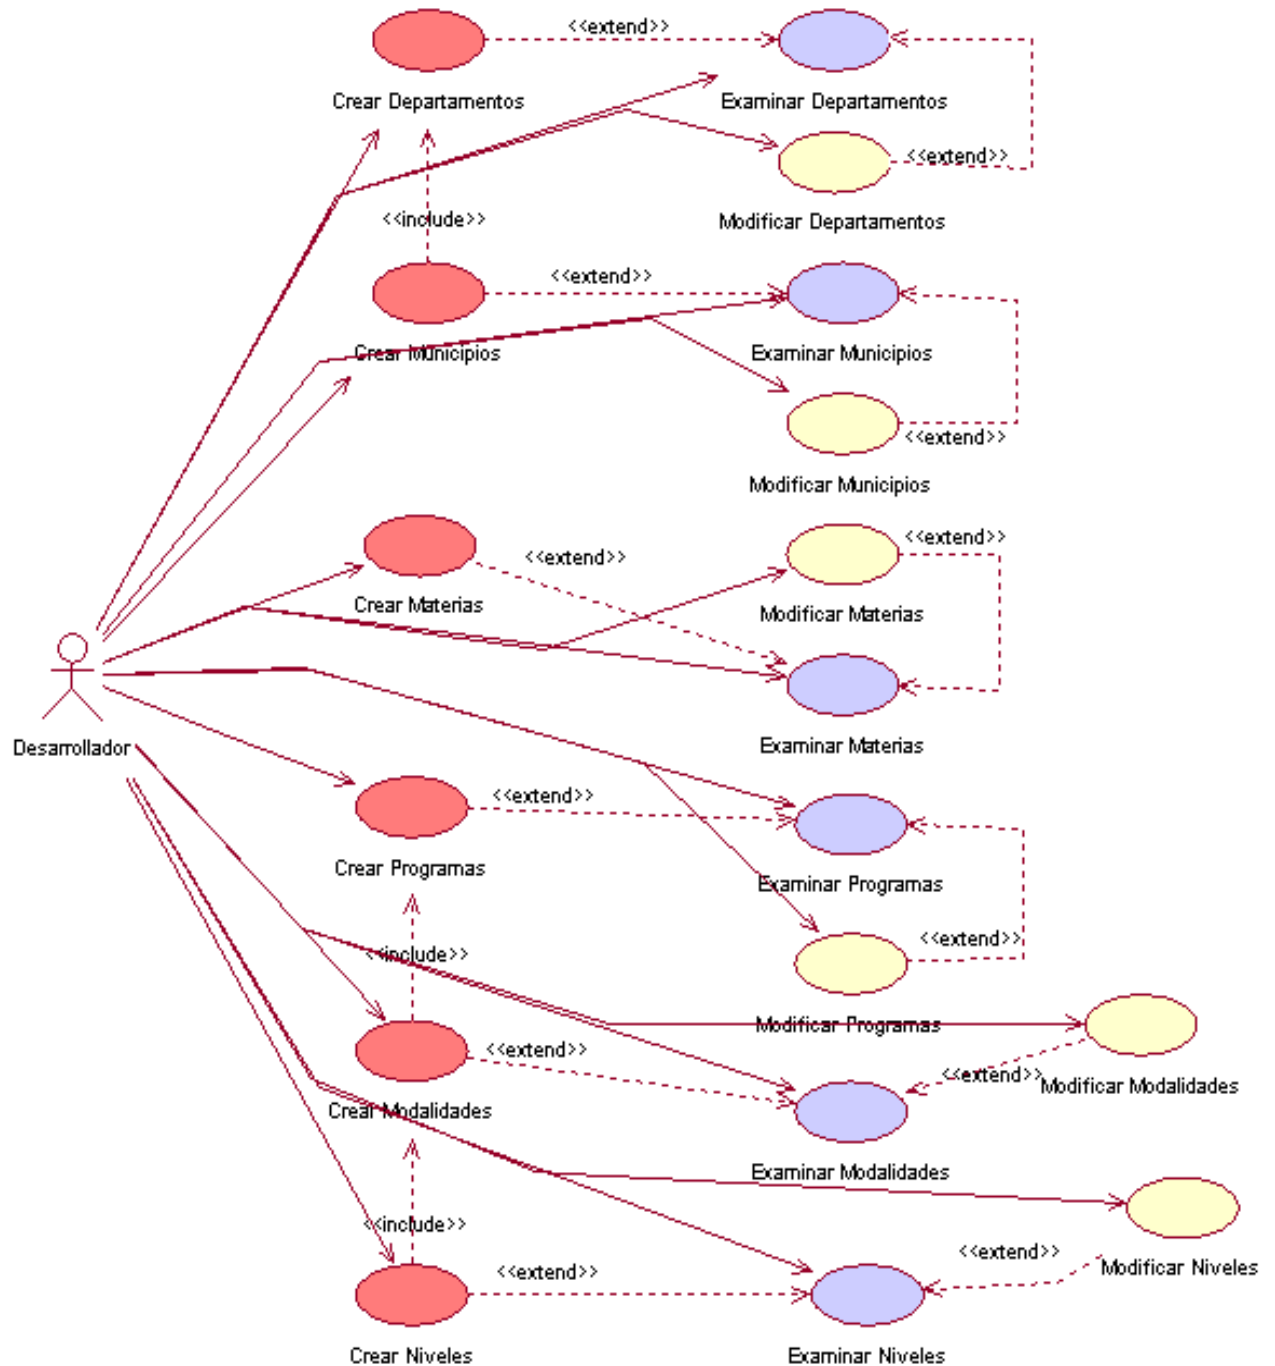 <<extend>>
Crear Departamentos
Examinar Departamentos
<<extend>>
<<include>>
Modificar Departamentos
<<extend>>
Crear Municipios
Examinar Municipios
<<extend>>
Modificar Municipios
<<extend>>
<<extend>>
Crear Materias
Modificar Materias
Desarrollador
Examinar Materias
<<extend>>
Crear Programas
Examinar Programas
<<extend>>
<<include>>
Modificar Programas
<<extend>>
<<extend>>
Modificar Modalidades
Crear Modalidades
Examinar Modalidades
<<include>>
<<extend>>
Modificar Niveles
<<extend>>
Crear Niveles
Examinar Niveles